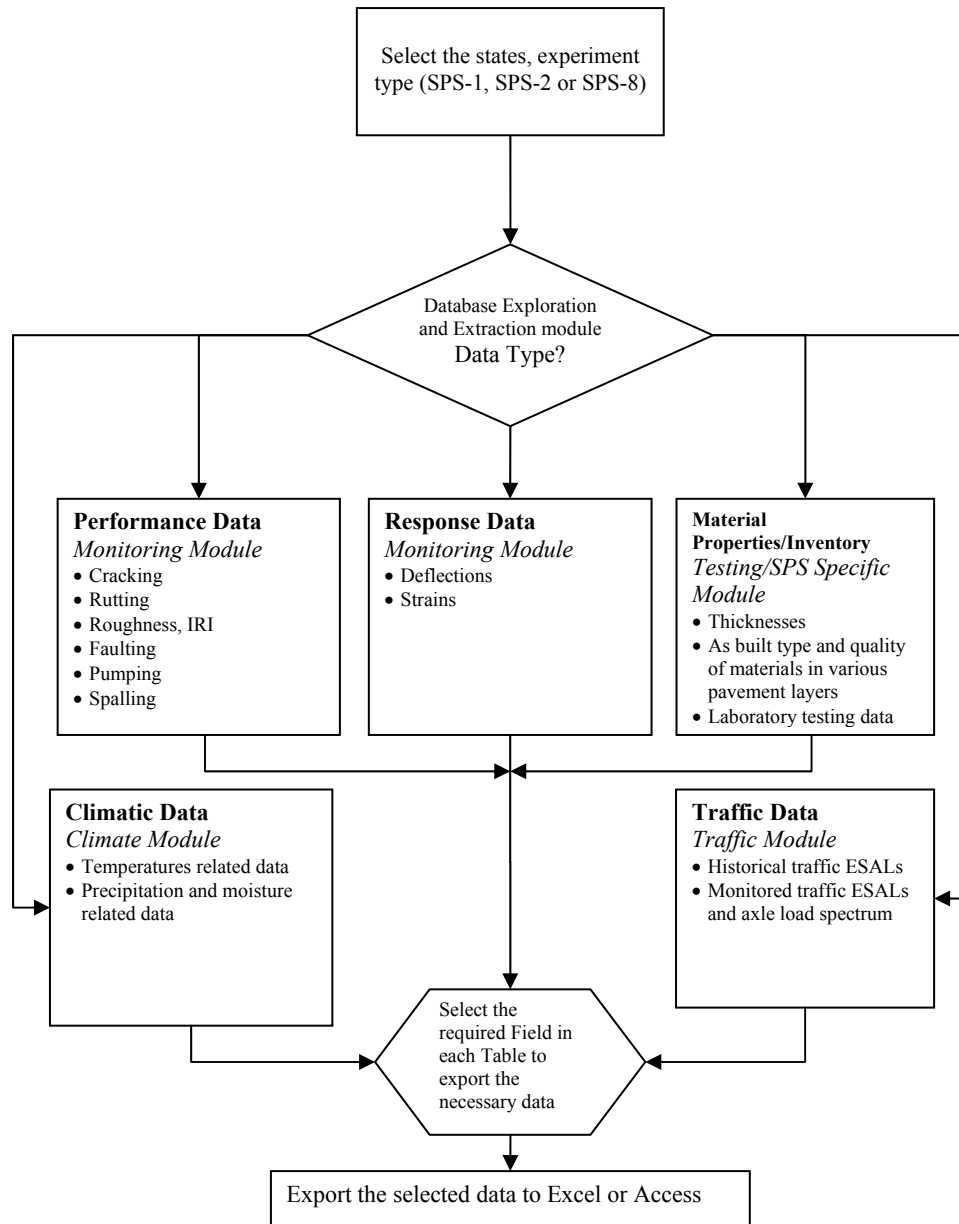 Select the states, experiment
type (SPS-1, SPS-2 or SPS-8)
Database Exploration
and Extraction module
Data Type?
Performance Data
Monitoring Module
• Cracking
• Rutting
• Roughness, IRI
• Faulting
• Pumping
• Spalling
Response Data
Monitoring Module
• Deflections
• Strains
Material
Properties/Inventory
Testing/SPS Specific
Module
• Thicknesses
• As built type and quality
of materials in various
pavement layers
• Laboratory testing data
Climatic Data
Climate Module
• Temperatures related data
• Precipitation and moisture
related data
Traffic Data
Traffic Module
• Historical traffic ESALs
• Monitored traffic ESALs
and axle load spectrum
Select the
required Field in
each Table to
export the
necessary data
Export the selected data to Excel or Access